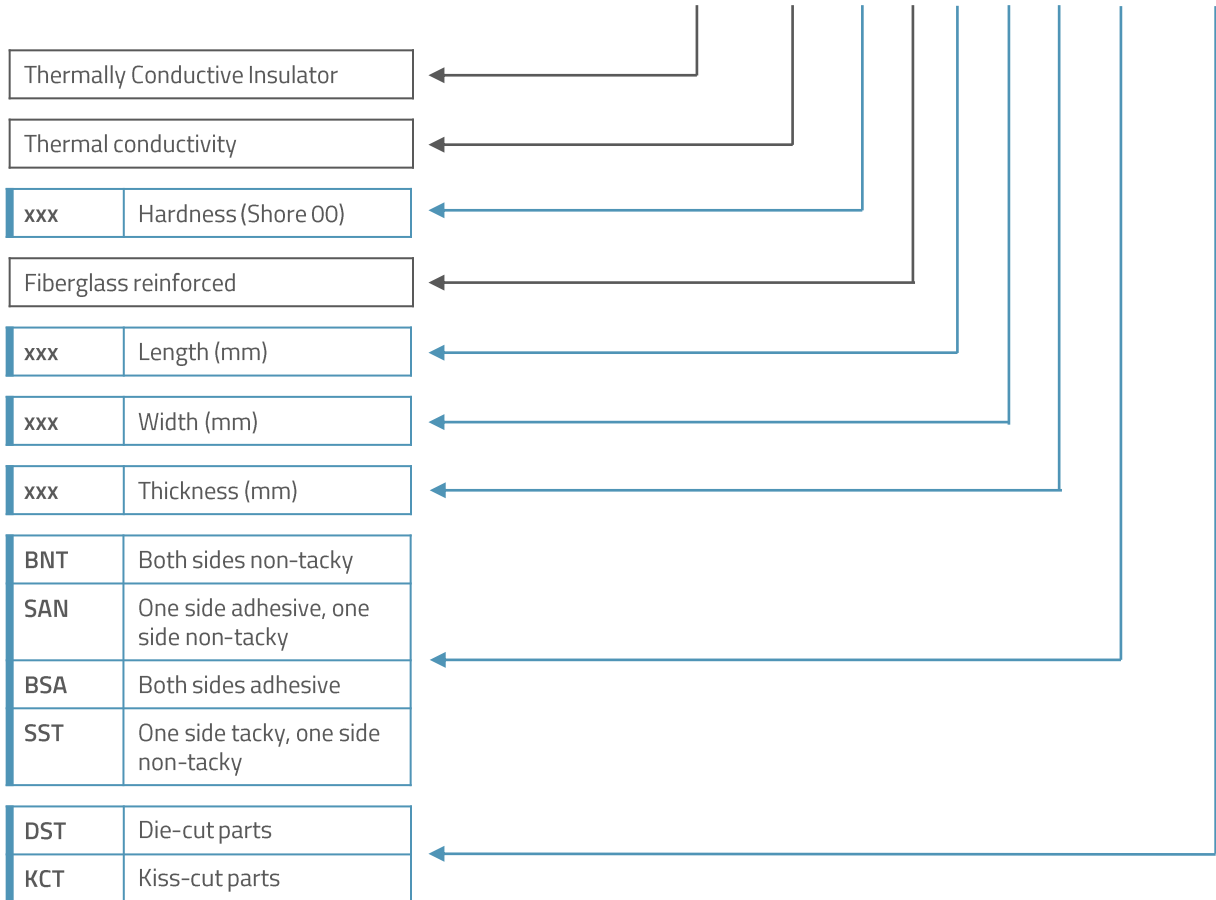 Thermally Conductive Insulator
Thermal conductivity
xxx Hardness (Shore 00)
Fiberglass reinforced
xxx Length (mm)
xxx Width (mm)
xxx Thickness (mm)
BNT Both sides non-tacky
SAN One side adhesive, one
side non-tacky
BSA Both sides adhesive
SST One side tacky, one side
non-tacky
DST Die-cut parts
KCT Kiss-cut parts